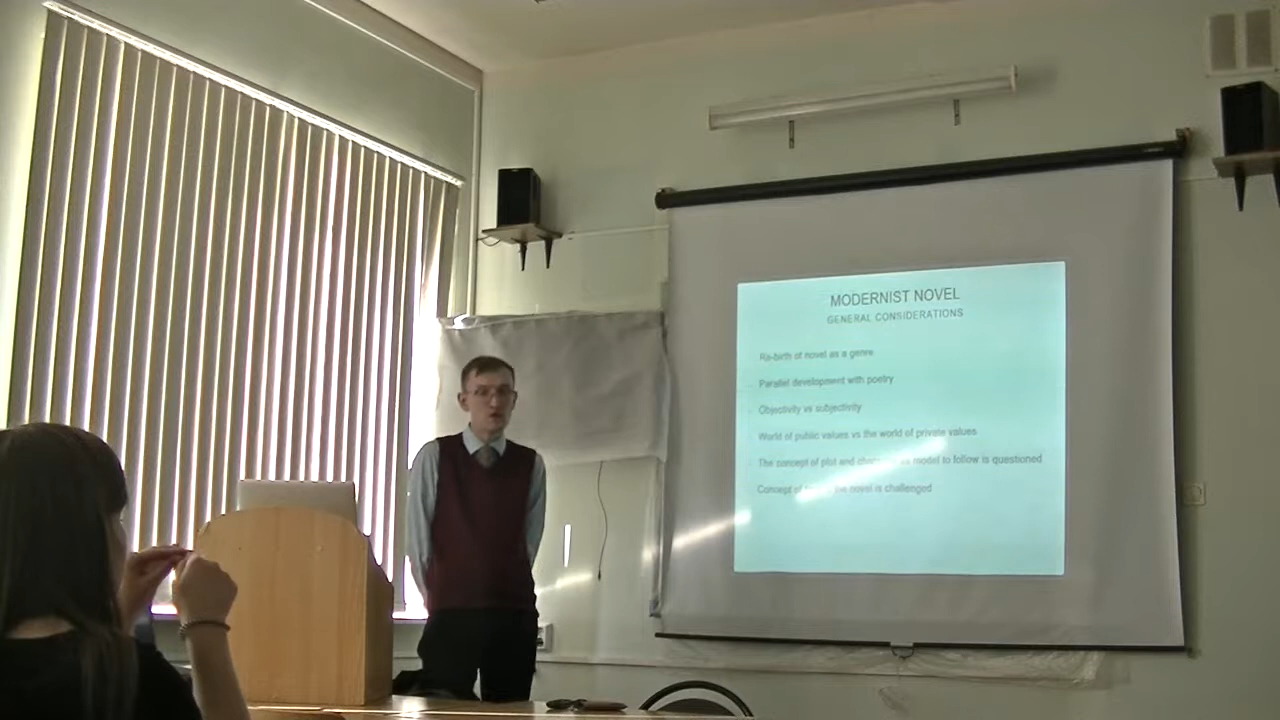 MODERNIST NOVEL
GENERAL CONSIDERATIONS
Re-birth of novel as a genre
Parallel development with poetry
Objectivity vs subjectivity
World of public values vs the world of private values
The concept of plot and model to follow is questioned
Concept of the novel is challenged